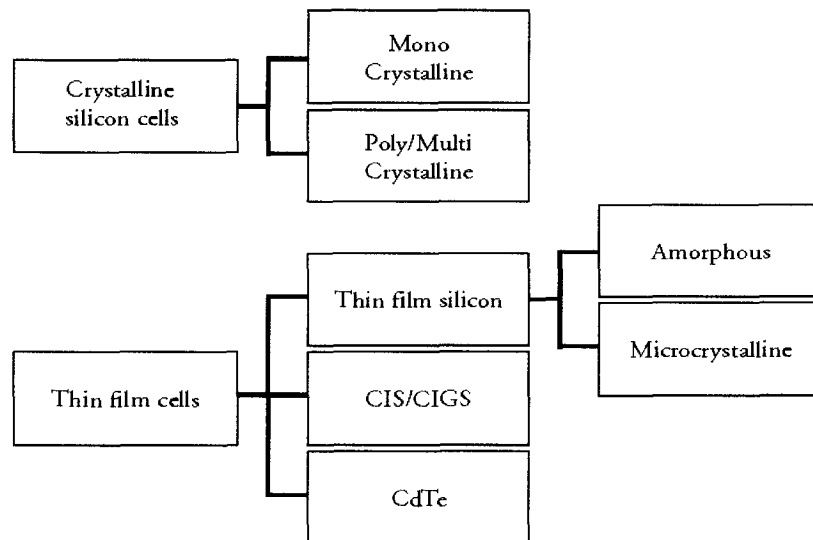 Mono
Crystalline
Crystalline
silicon cells
Poly/Multi
Crystalline
Amorphous
Thin film silicon
Microcrystalline
Thin film cells
CIS/CIGS
CdTe